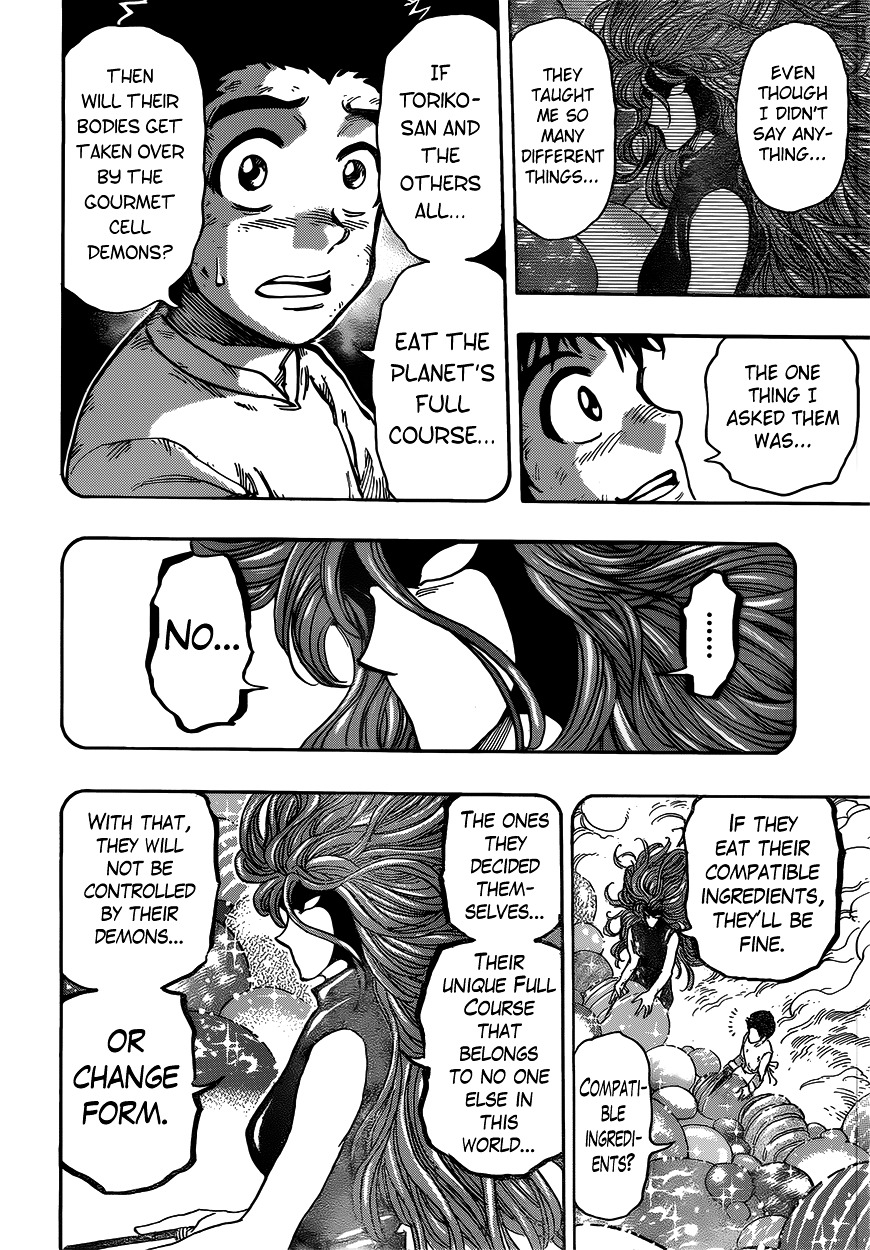 EVEN
THOUGH
I DIDN'T
SAY ANY-
THING...
THEY
TAUGHT
ME SO
MANY
DIFFERENT
THINGS...
THE ONE
THING I
ASKED THEM
WAS...
IF
TORIKO-
SAN AND
THE
OTHERS
ALL...
EAT THE
PLANET'S
FULL
COURSE...
THEN
WILL THEIR
BODIES GET
TAKEN OVER
BY THE
GOURMET
CELL
DEMONS?
......
NO...
IF THEY
EAT THEIR
COMPATIBLE
INGREDIENTS,
THEY'LL BE
FINE.
COMPATI-
BLE
INGREDI-
ENTS?
THE ONES
THEY
DECIDED
THEM-
SELVES...
THEIR
UNIQUE FULL
COURSE
THAT
BELONGS
TO NO ONE
ELSE IN
THIS
WORLD...
WITH THAT,
THEY WILL
NOT BE
CONTROLLED
BY THEIR
DEMONS...
OR
CHANGE
FORM.